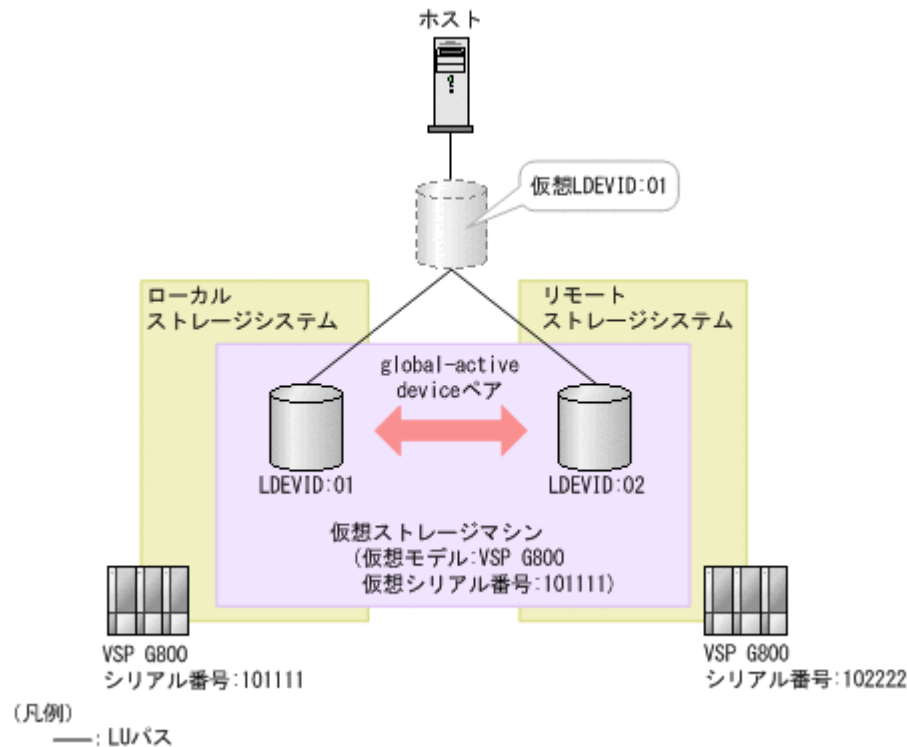 ホスト
仮想LDEVID:01
ローカル
ストレージシステム
リモート
ストレージシステム
global-active
deviceペア
LDEVID:01
LDEVID:02
仮想ストレージマシン
(仮想モデル:VSP G800
仮想シリアル番号:101111)
VSP G800
シリアル番号:101111
VSP G800
シリアル番号:102222
(凡例)
——: LUパス